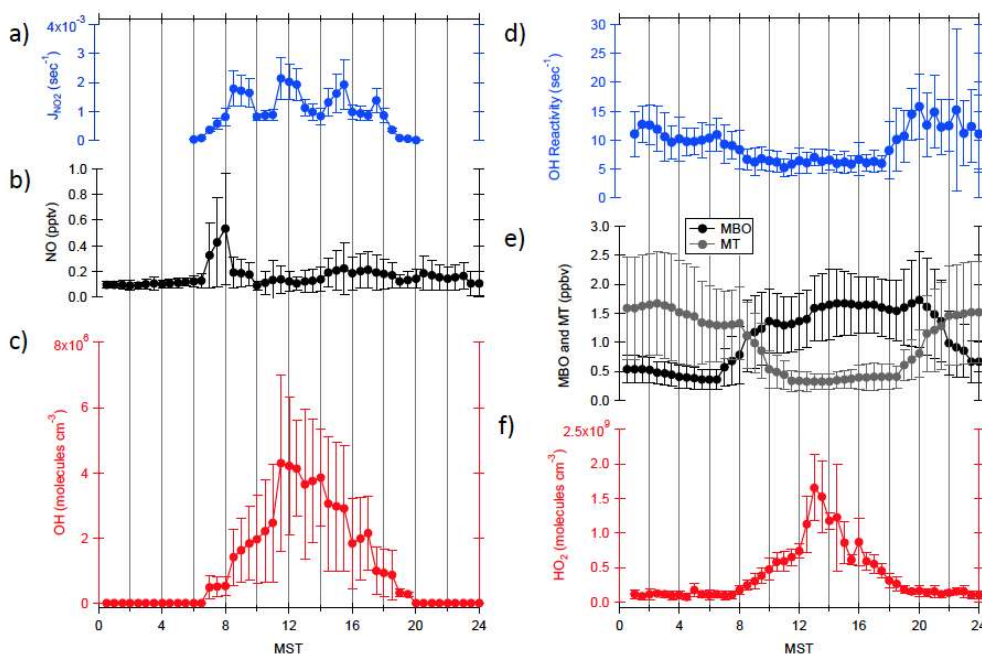 a)
4x10⁻³
3
2
1
0
J_NO2 (sec⁻¹)
b)
1.0
0.8
0.6
0.4
0.2
0.0
NO (pptv)
c)
8x10⁶
6
4
2
0
OH (molecules cm⁻³)
0 4 8 12 16 20 24
MST
d)
30
25
20
15
10
5
0
OH Reactivity (sec⁻¹)
e)
3.0
2.5
2.0
1.5
1.0
0.5
0.0
MBO and MT (ppbv)
MBO
MT
f)
2.5x10⁹
2.0
1.5
1.0
0.5
0.0
HO₂ (molecules cm⁻³)
0 4 8 12 16 20 24
MST